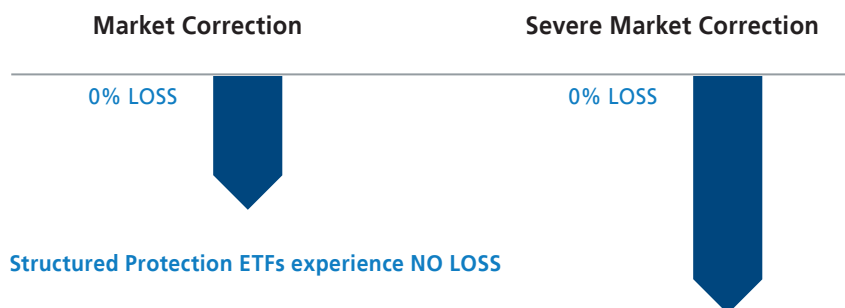 Market Correction
Severe Market Correction
0% LOSS
0% LOSS
Structured Protection ETFs experience NO LOSS